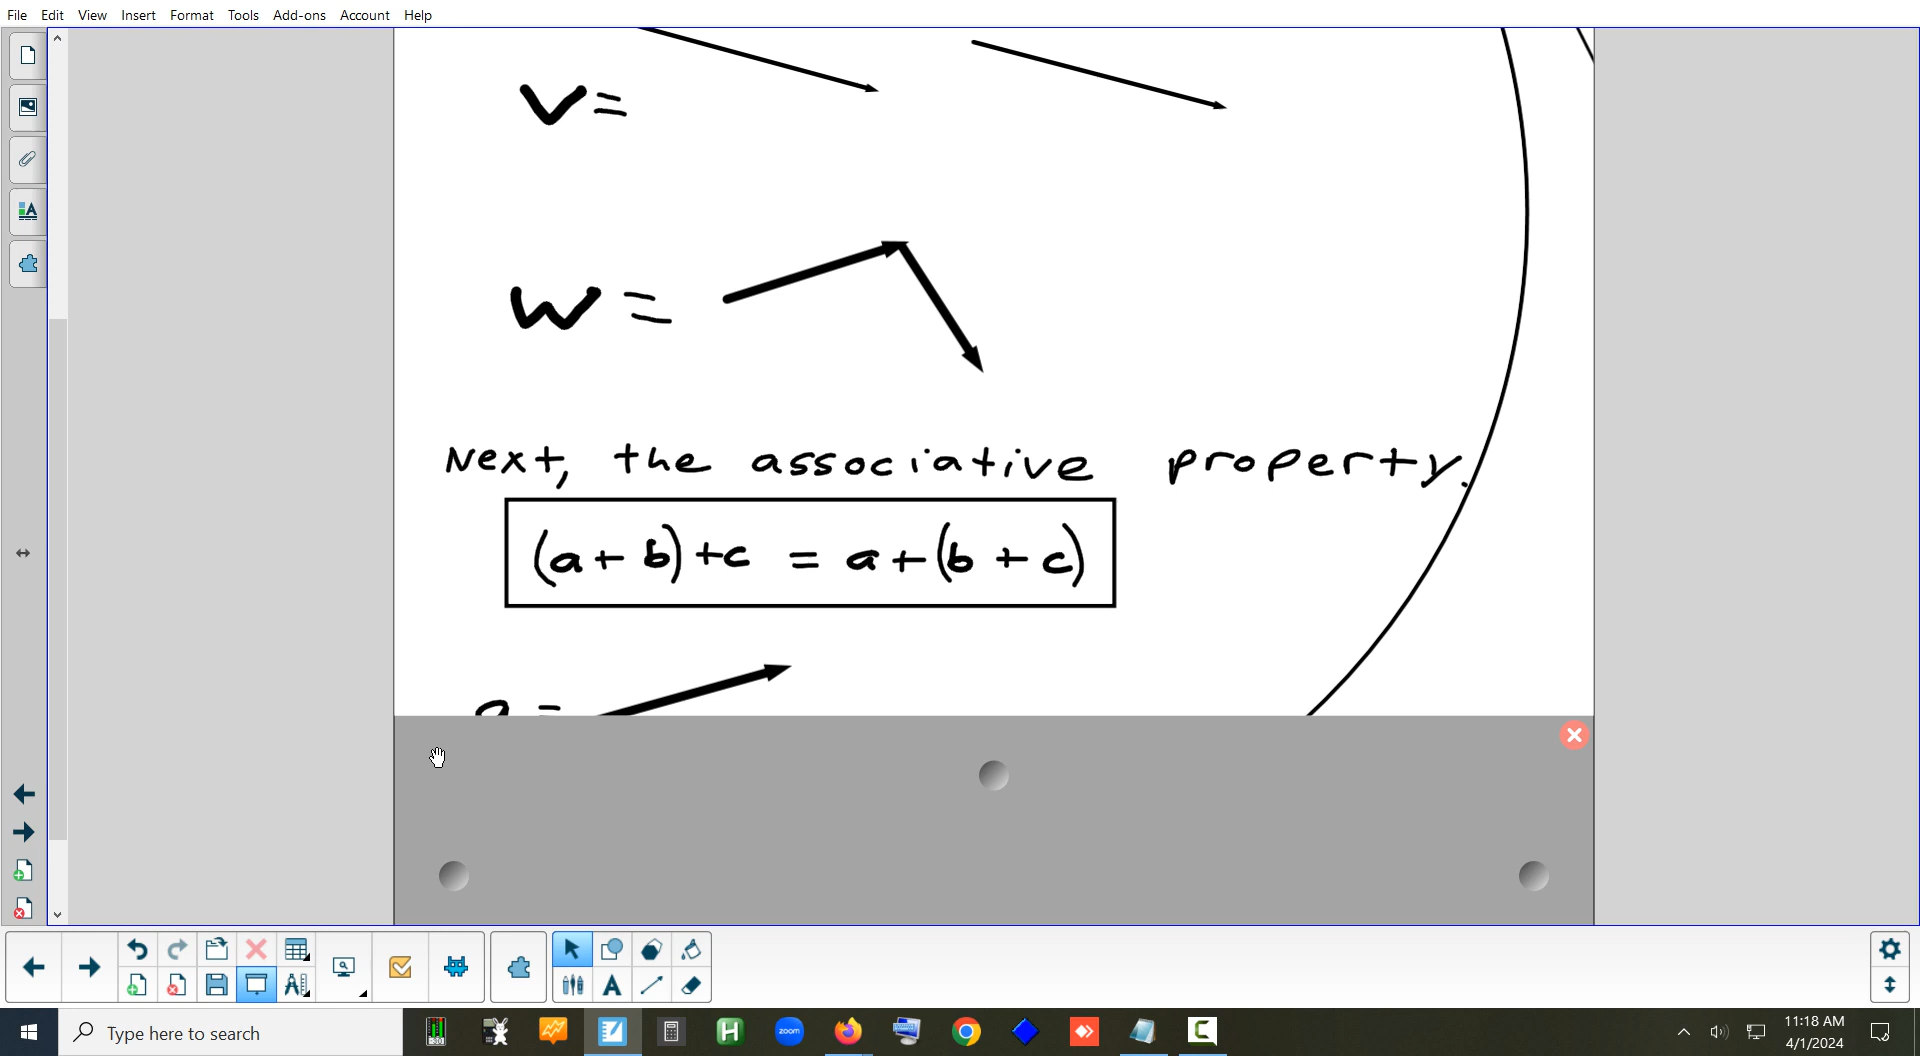 File Edit View Insert Format Tools Add-ons Account Help
v=
w =
Next, the associative property.
(a + b) + c = a + (b + c)
a =
Type here to search
zoom
11:18 AM
4/1/2024